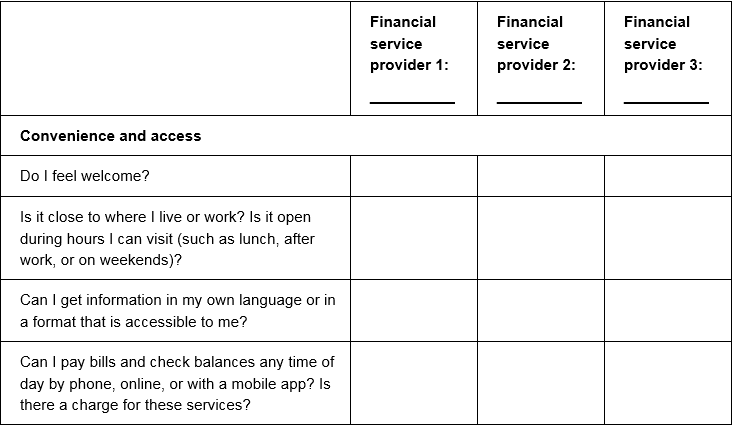 Financial service provider 1: __________
Financial service provider 2: __________
Financial service provider 3: __________
Convenience and access
Do I feel welcome?
Is it close to where I live or work? Is it open
during hours I can visit (such as lunch, after
work, or on weekends)?
Can I get information in my own language or in
a format that is accessible to me?
Can I pay bills and check balances any time of
day by phone, online, or with a mobile app? Is
there a charge for these services?